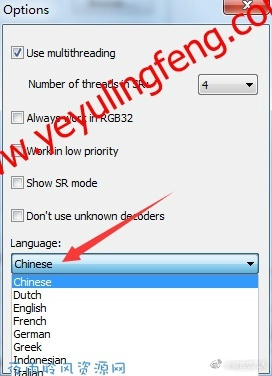 Options
www.yeyulingfeng.com
Use multithreading
Number of threads in SR:
4
Always work in RGB32
Work in low priority
Show SR mode
Don't use unknown decoders
Language:
Chinese
Chinese
Dutch
English
French
German
Greek
Indonesian
Italian
夜雨聆风资源网